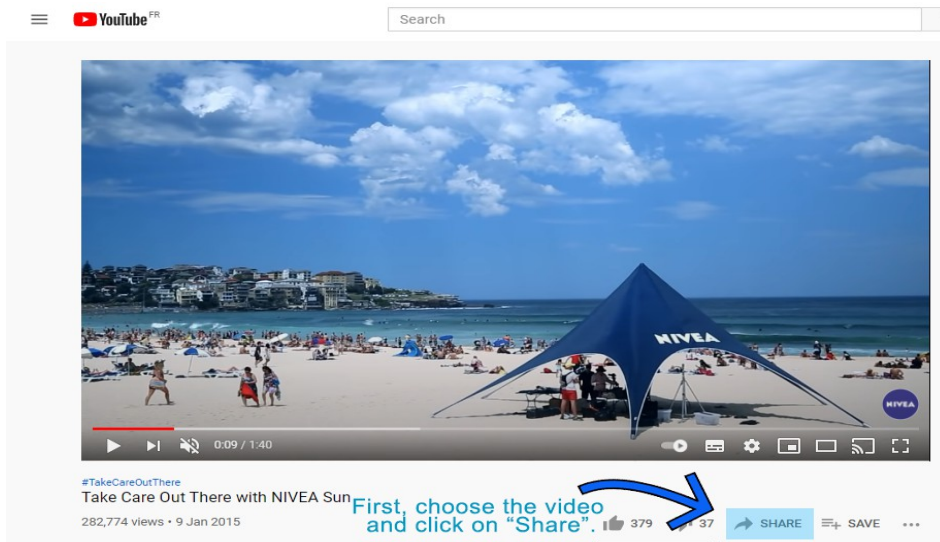 YouTube FR
Search
NIVEA
NIVEA
0:09 / 1:40
#TakeCareOutThere
Take Care Out There with NIVEA Sun
282,774 views • 9 Jan 2015
First, choose the video
and click on “Share”.
379
37
SHARE
SAVE